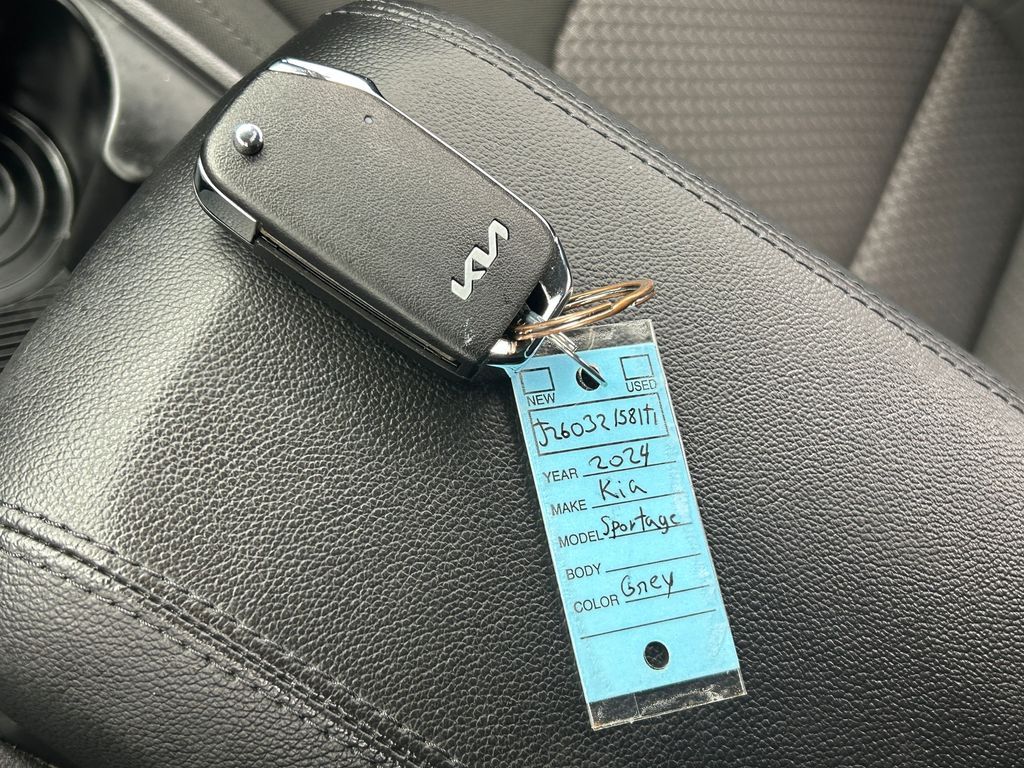 KIA
NEW USED
YEAR 2024
MAKE Kia
MODEL Sportage
BODY
COLOR Grey